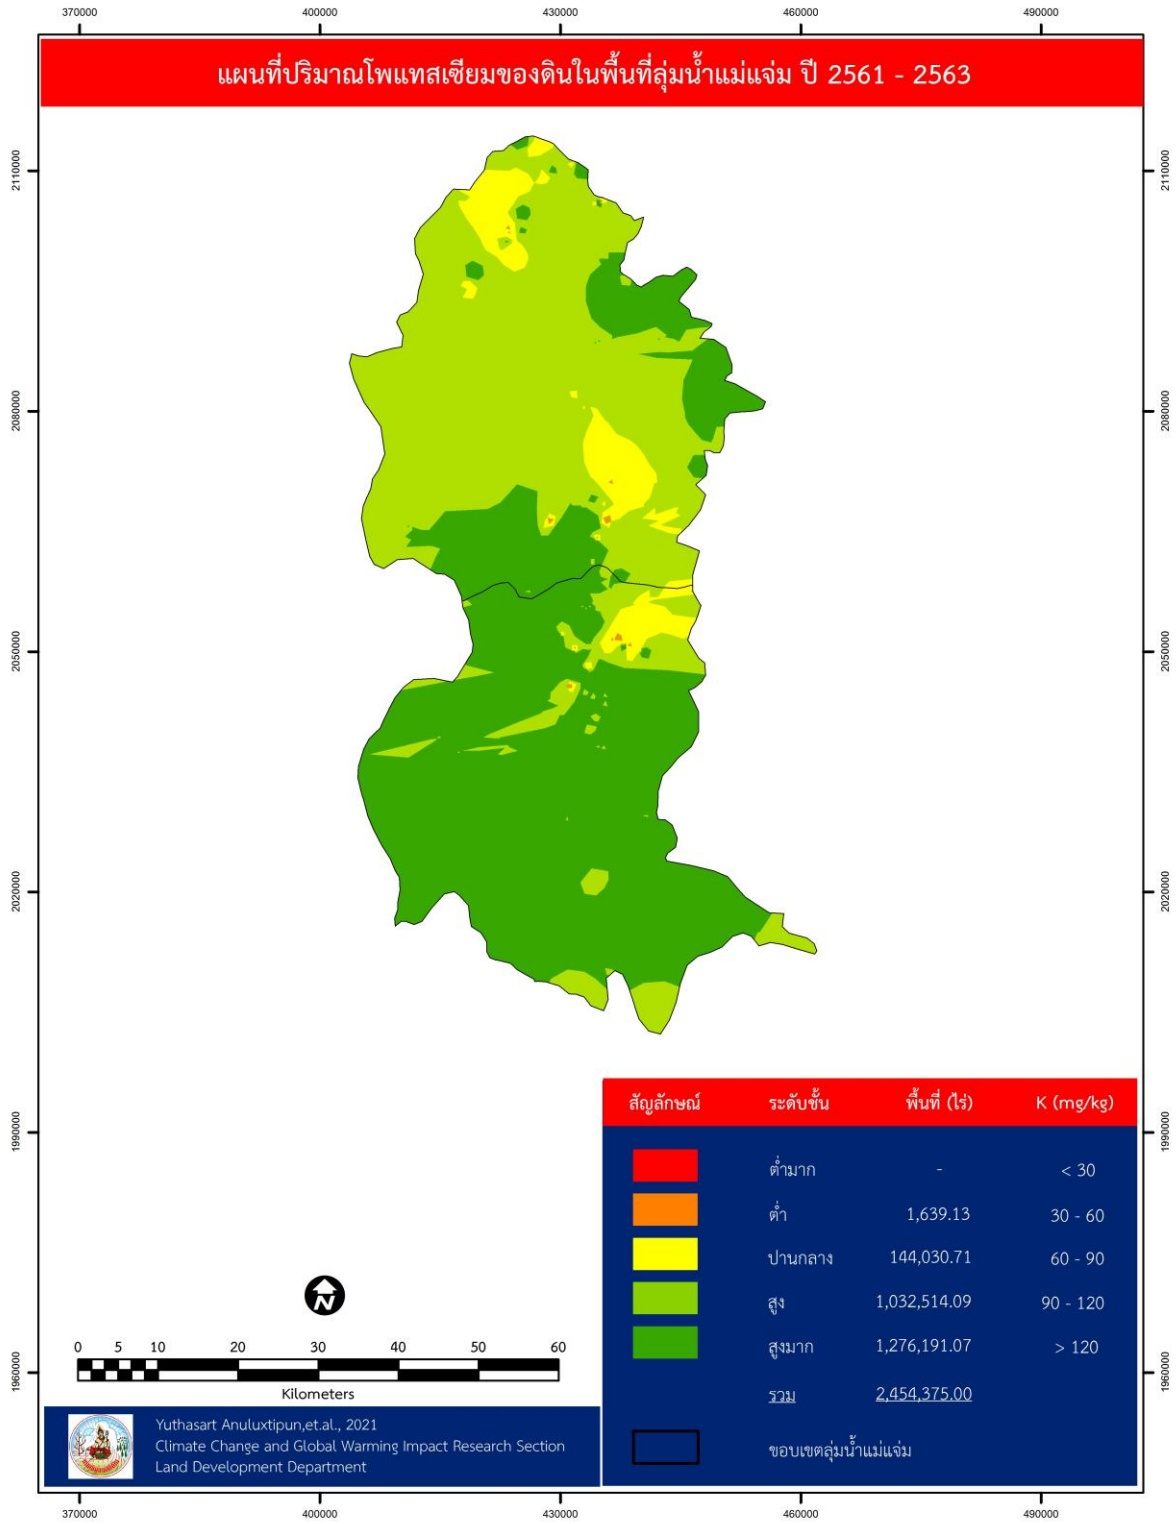 370000 400000 430000 460000 490000
แผนที่ปริมาณโพแทสเซียมของดินในพื้นที่ลุ่มน้ำแม่แจ่ม ปี 2561 - 2563
2110000 2110000
2080000 2080000
2050000 2050000
2020000 2020000
1990000 1990000
1960000 1960000
สัญลักษณ์ ระดับชั้น พื้นที่ (ไร่) K (mg/kg)
ต่ำมาก - < 30
ต่ำ 1,639.13 30 - 60
ปานกลาง 144,030.71 60 - 90
สูง 1,032,514.09 90 - 120
สูงมาก 1,276,191.07 > 120
รวม 2,454,375.00
ขอบเขตลุ่มน้ำแม่แจ่ม
N
0 5 10 20 30 40 50 60
Kilometers
Yuthasart Anuluxtipun,et.al., 2021
Climate Change and Global Warming Impact Research Section
Land Development Department
370000 400000 430000 460000 490000